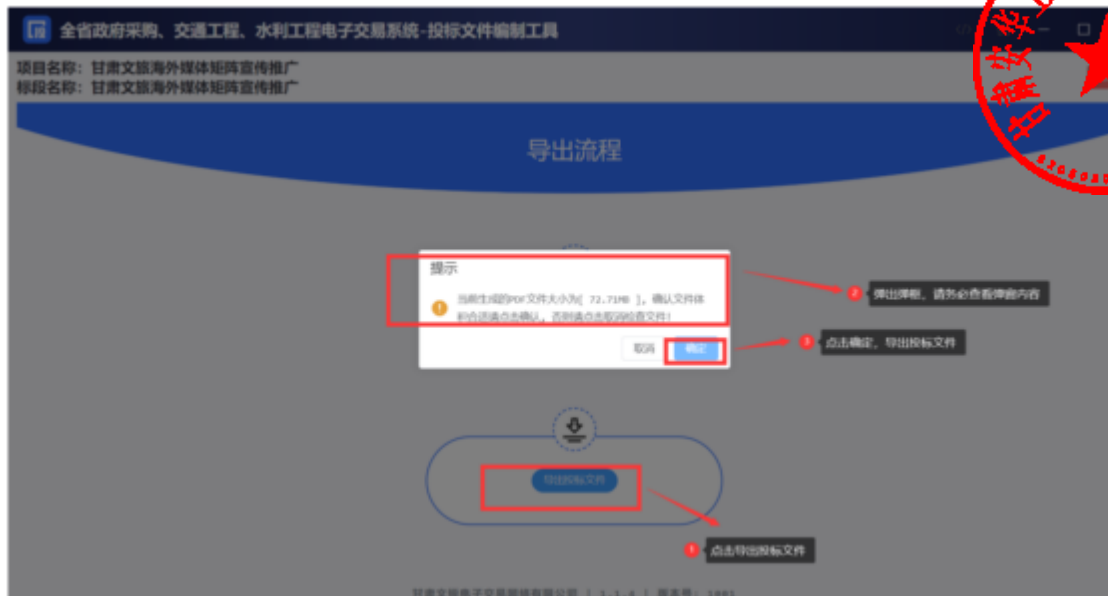 全省政府采购、交通工程、水利工程电子交易系统-投标文件编制工具
项目名称：甘肃文旅海外媒体矩阵宣传推广
标段名称：甘肃文旅海外媒体矩阵宣传推广
导出流程
提示
当前生成的PDF文件大小为[ 72.71MB ]，确认文件体
积合适请点击确认，否则请点击取消检查文件！
取消 确定
2 弹出弹框，请务必查看弹窗内容
3 点击确定，导出投标文件
导出投标文件
1 点击导出投标文件
甘肃安华